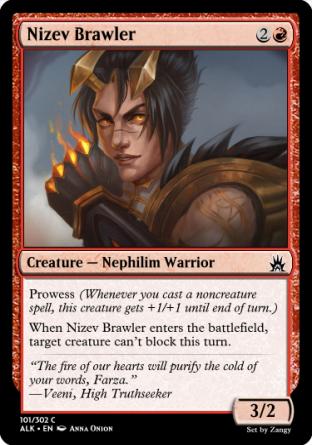 Nizev Brawler 2
Creature — Nephilim Warrior
Prowess (Whenever you cast a noncreature
spell, this creature gets +1/+1 until end of turn.)
When Nizev Brawler enters the battlefield,
target creature can't block this turn.
"The fire of our hearts will purify the cold of
your words, Farza."
—Veeni, High Truthseeker
3/2
101/302 C
ALK • EN Anna Onion
Set by Zangy